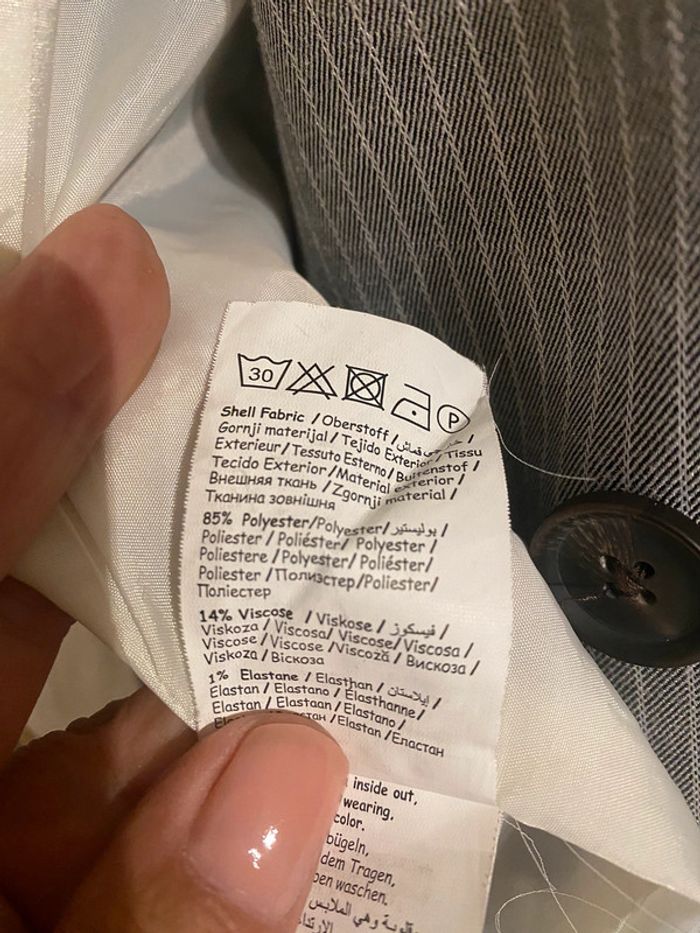 30
P
Shell Fabric / Oberstoff / خارجي قماش /
Gornji materijal / Tejido Exterior / Tissu
Exterieur / Tessuto Esterno / Buitenstof /
Tecido Exterior / Material exterior /
Внешняя ткань / Zgornji material /
Тканина зовнішня
85% Polyester/Polyester/ بوليستير /
Poliester / Poliéster/ Polyester /
Poliestere / Polyester/ Poliéster/
Poliester / Полиэстер/Poliester/
Поліестер
14% Viscose / Viskose / فيسكوز /
Viskoza / Viscosa/ Viscose/ Viscosa /
Viscose / Viscose /Viscoză / Вискоза /
Viskoza / Віскоза
1% Elastane / Elasthan / إيلاستان /
Elastan / Elastano / Elasthanne /
Elastan / Elastaan / Elastano /
/Elastan /Еластан
inside out,
wearing,
color.
bügeln,
dem Tragen,
waschen.
وهي الملابس